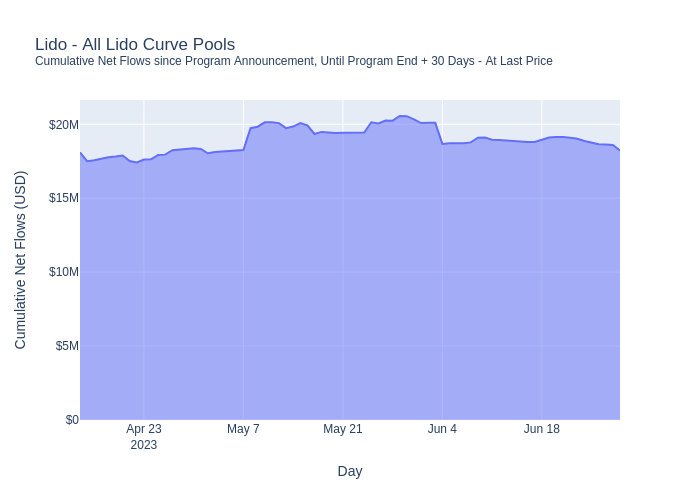 Lido - All Lido Curve Pools
Cumulative Net Flows since Program Announcement, Until Program End + 30 Days - At Last Price
Cumulative Net Flows (USD)
$20M
$15M
$10M
$5M
$0
Apr 23
2023
May 7
May 21
Jun 4
Jun 18
Day